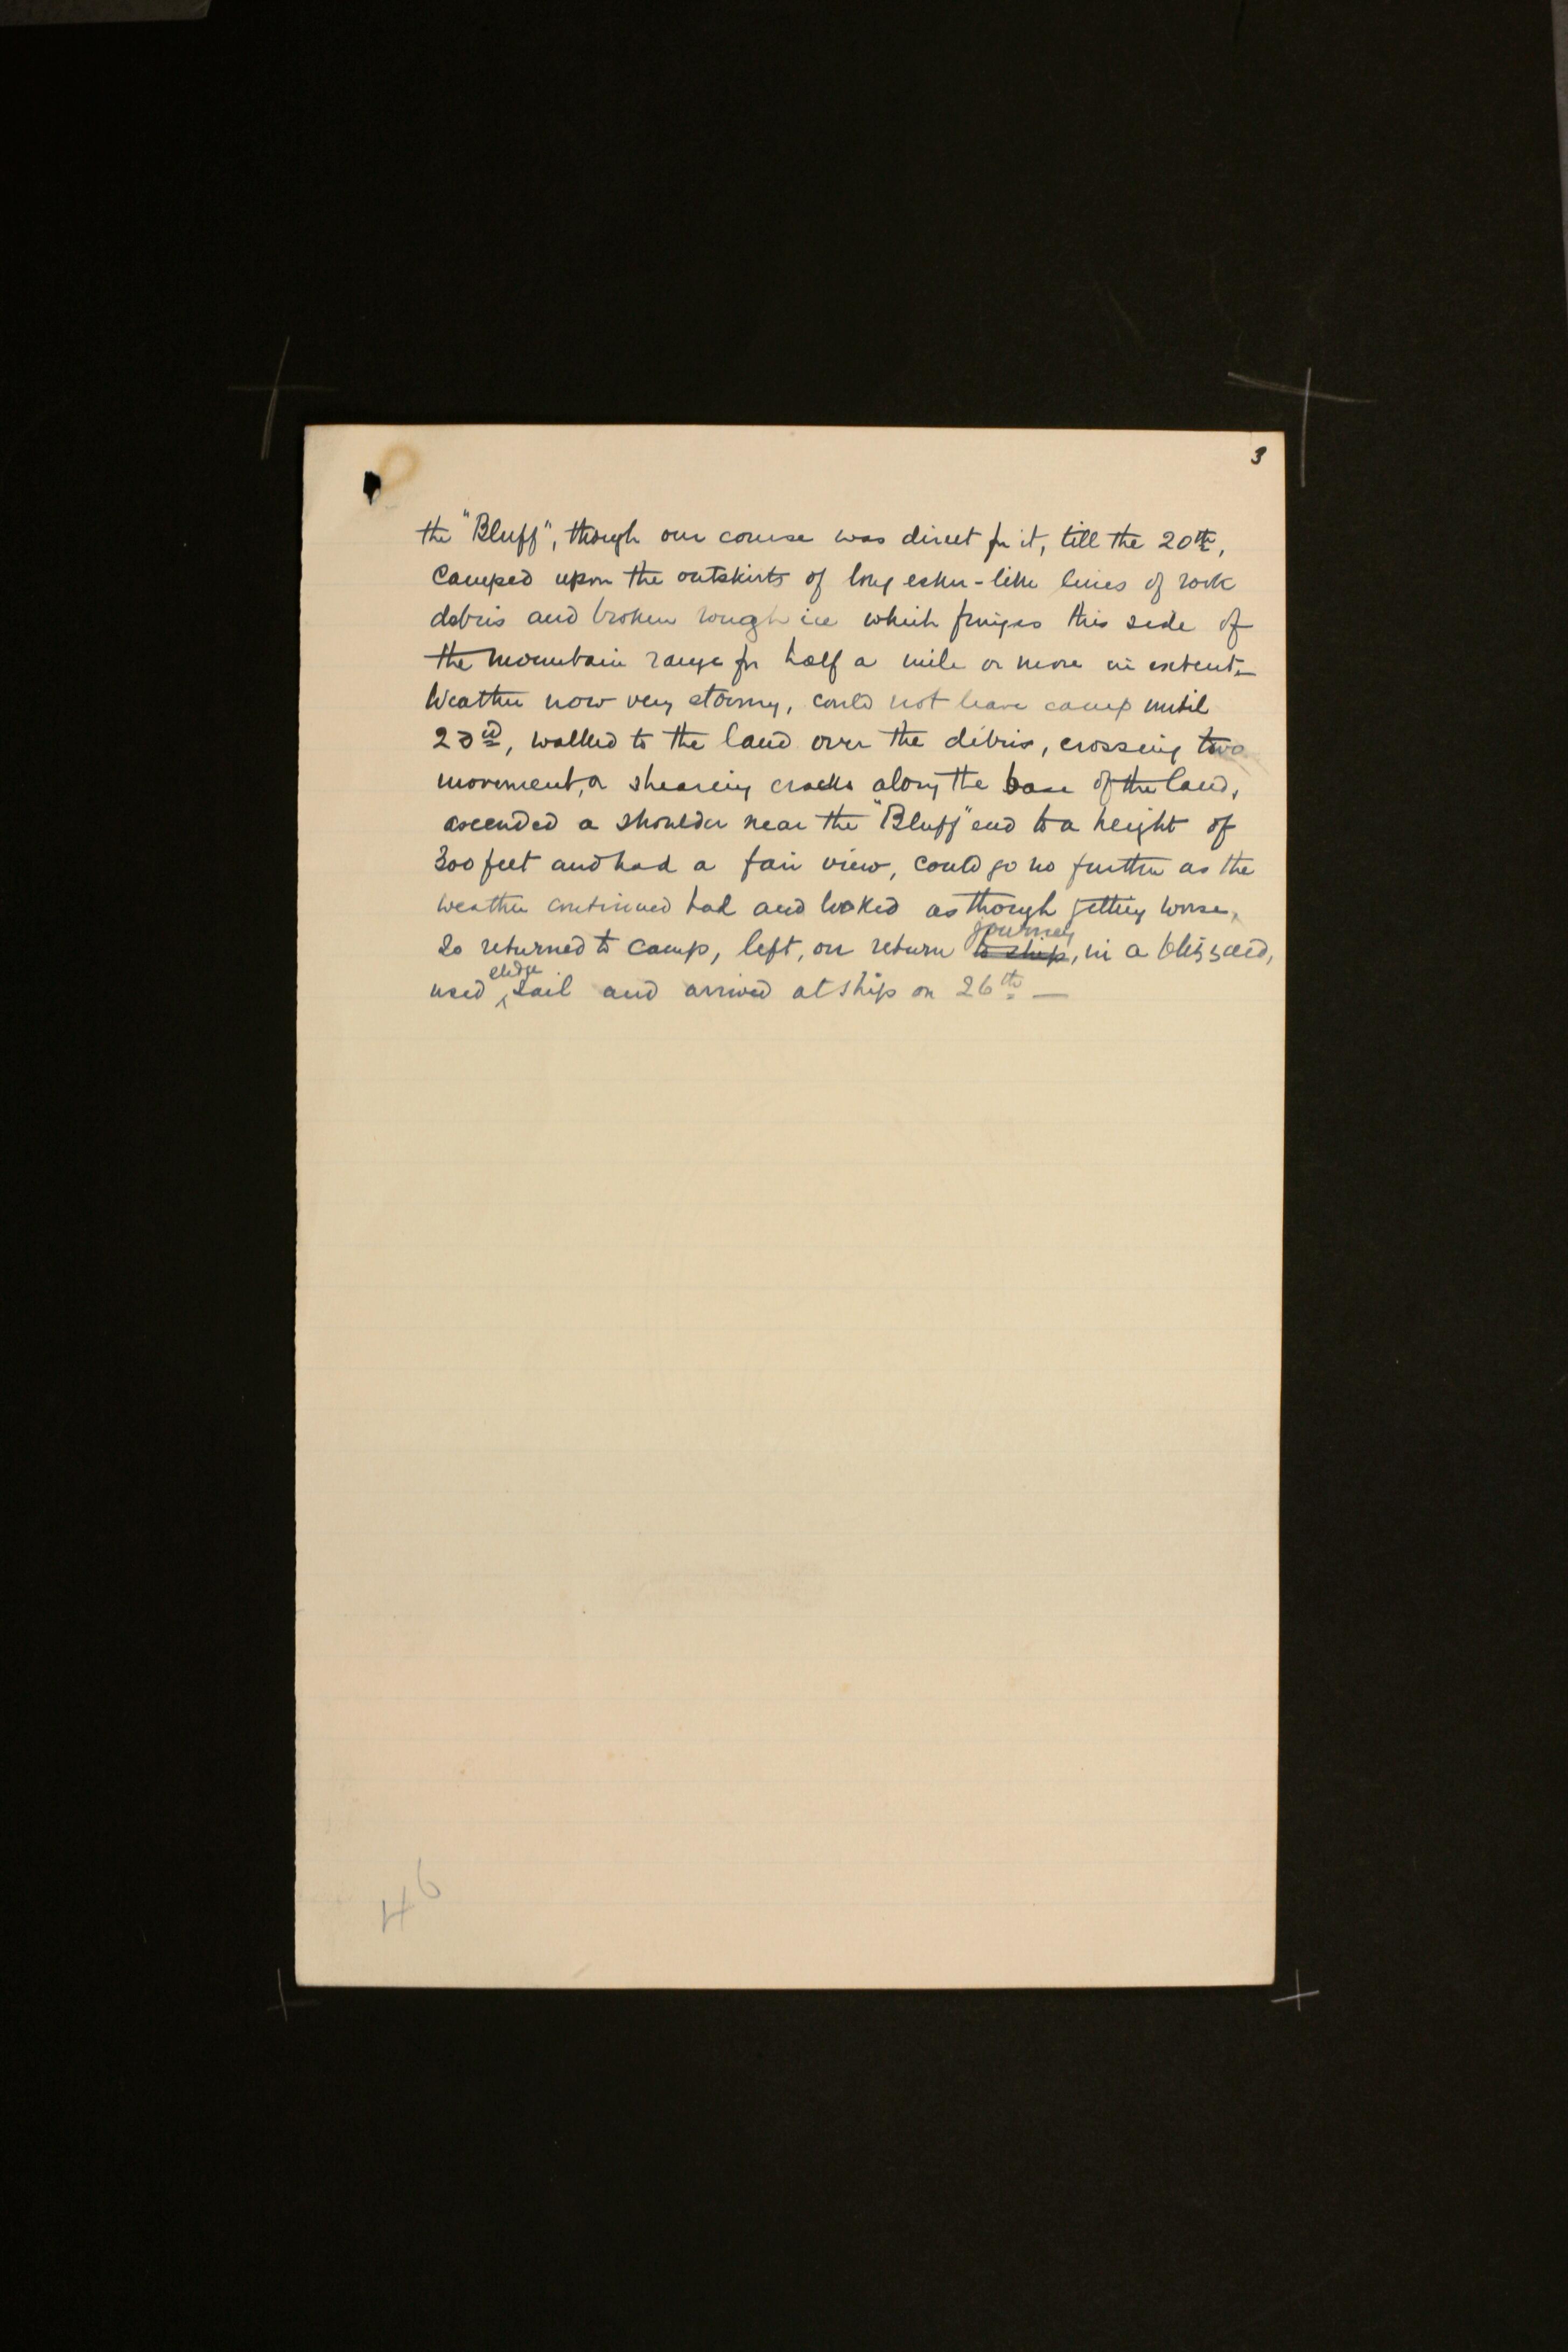 3
the "Bluff", though our course was direct for it, till the 20th,
Camped upon the outskirts of long esker-like lines of rock
debris and broken rough ice which fringes this side of
the mountain range for half a mile or more in extent.
Weather now very stormy, could not leave camp until
23rd, walked to the land over the débris, crossing two
movement, or shearing cracks along the base of the land,
ascended a shoulder near the "Bluff" end to a height of
300 feet and had a fair view, could go no further as the
weather continued bad and looked as though getting worse,
journey
So returned to camp, left, on return to ship, in a blizzard,
sledge
used sail and arrived at ship on 26th. —
46